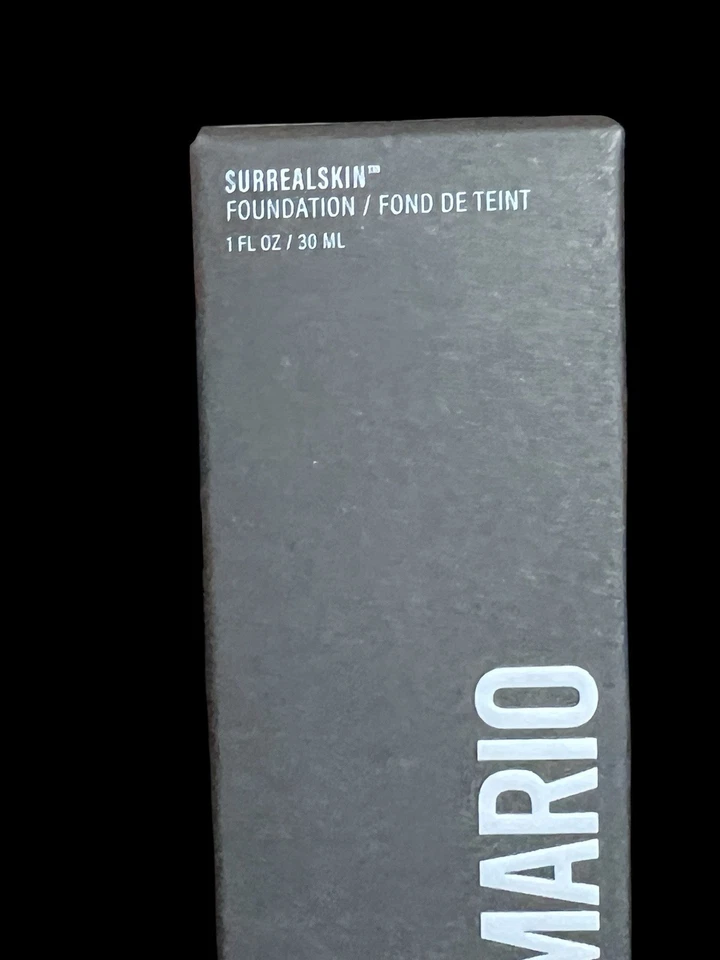 SURREALSKIN™
FOUNDATION / FOND DE TEINT
1 FL OZ / 30 ML
MARIO